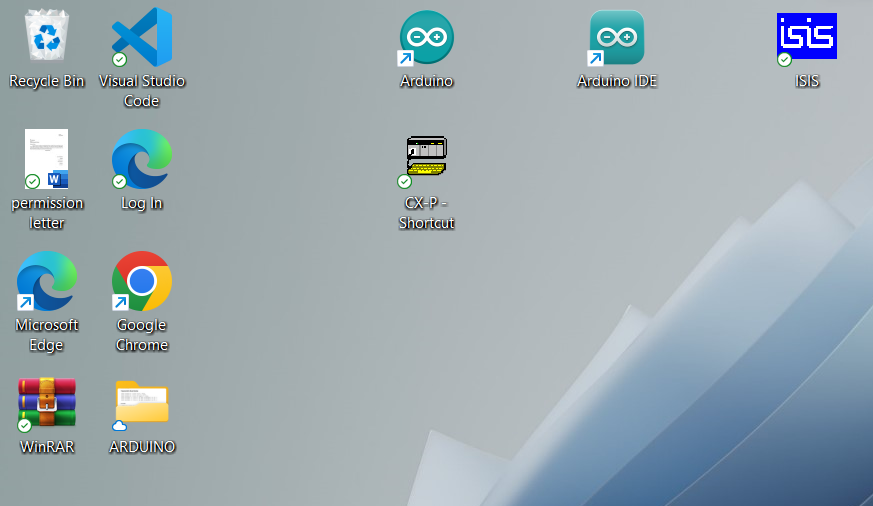 Recycle Bin
Visual Studio
Code
Arduino
Arduino IDE
isis
ISIS
W
permission
letter
Log In
CX-P -
Shortcut
Microsoft
Edge
Google
Chrome
WinRAR
ARDUINO